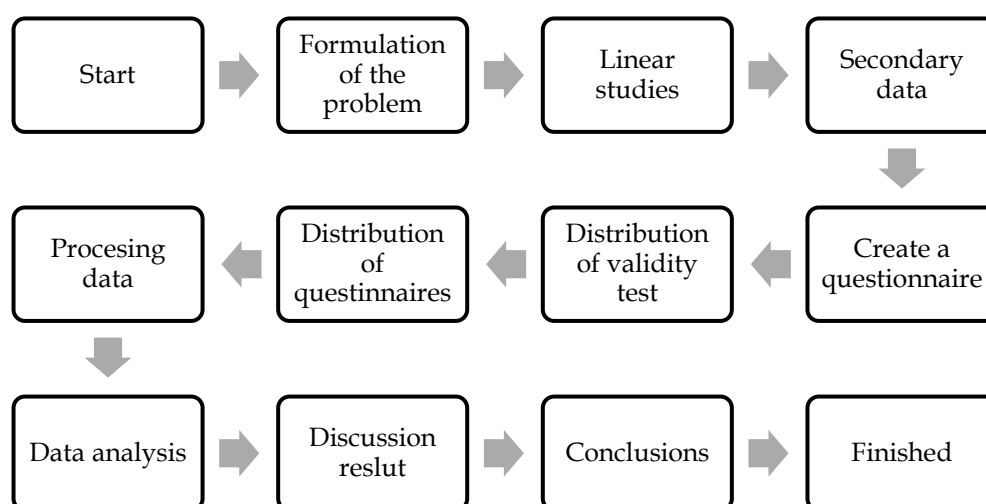 Start
Formulation
of the
problem
Linear
studies
Secondary
data
Create a
questionnaire
Distribution
of validity
test
Distribution
of
questinnaires
Procesing
data
Data analysis
Discussion
reslut
Conclusions
Finished